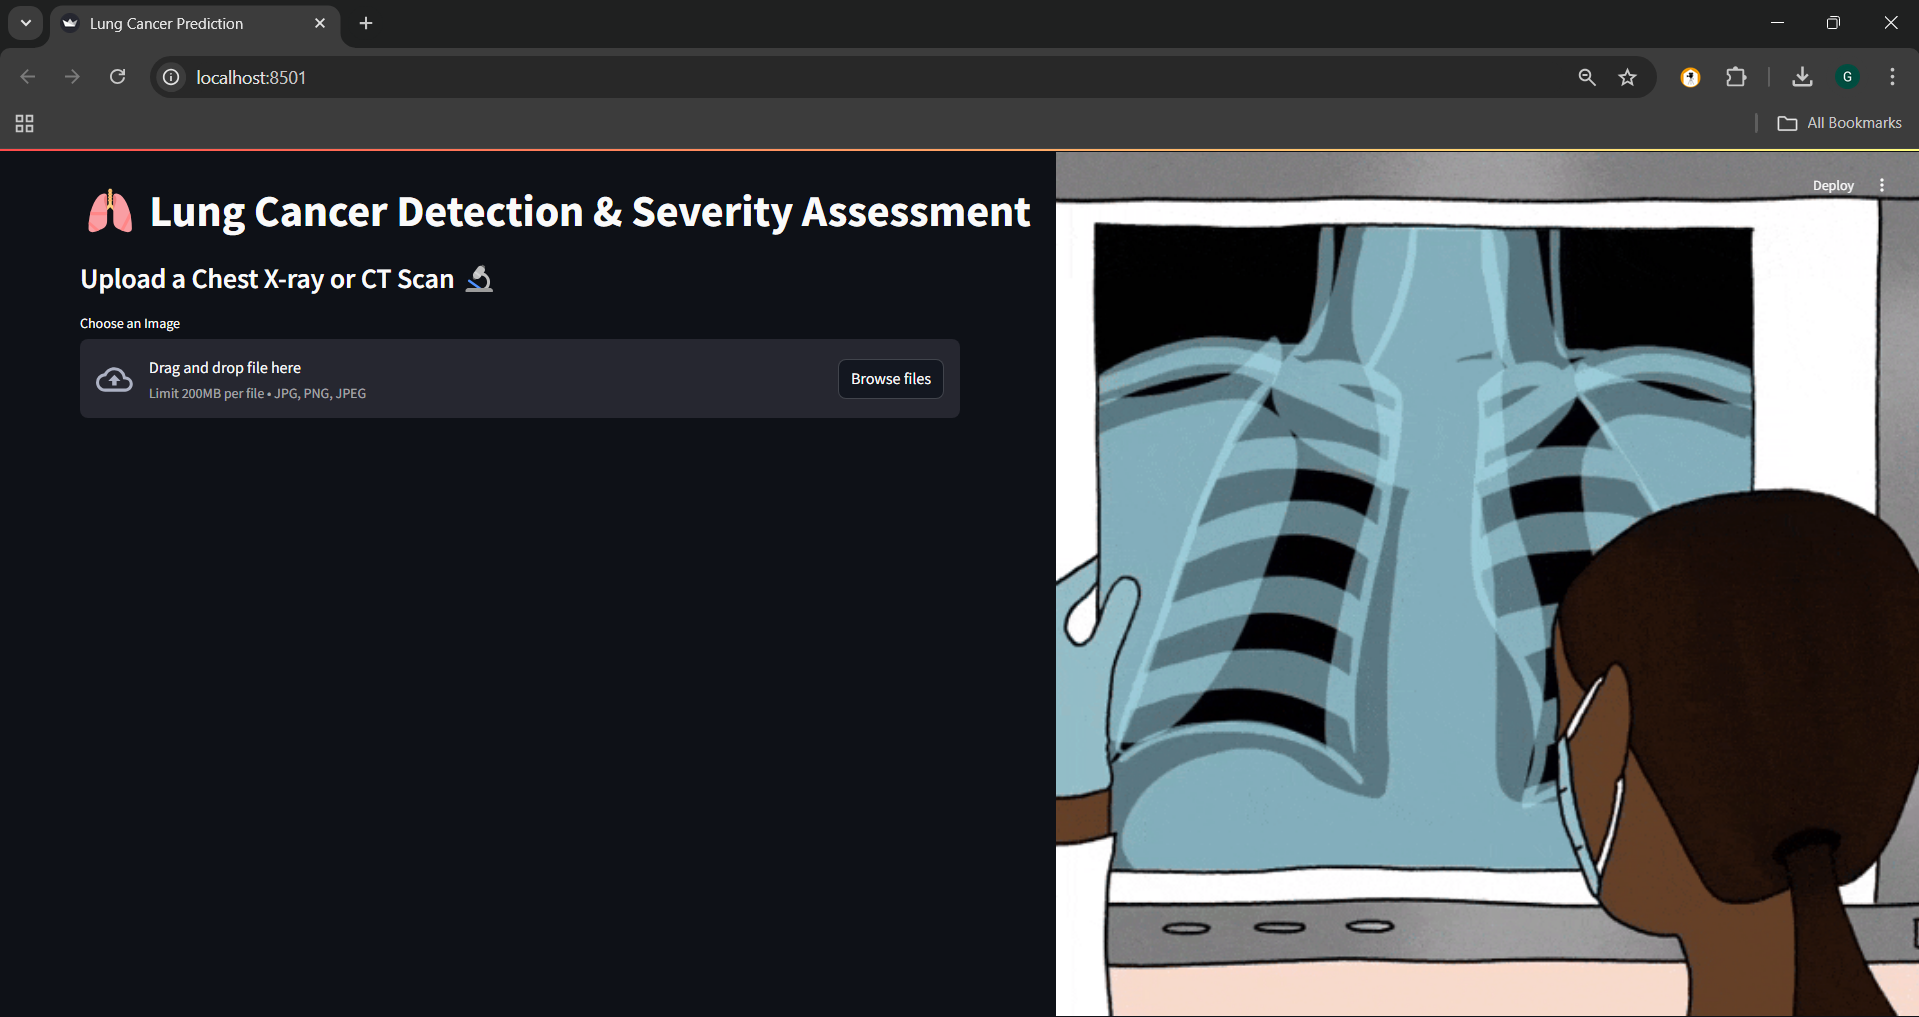 Lung Cancer Prediction
localhost:8501
G
All Bookmarks
Deploy
Lung Cancer Detection & Severity Assessment
Upload a Chest X-ray or CT Scan
Choose an Image
Drag and drop file here
Limit 200MB per file • JPG, PNG, JPEG
Browse files